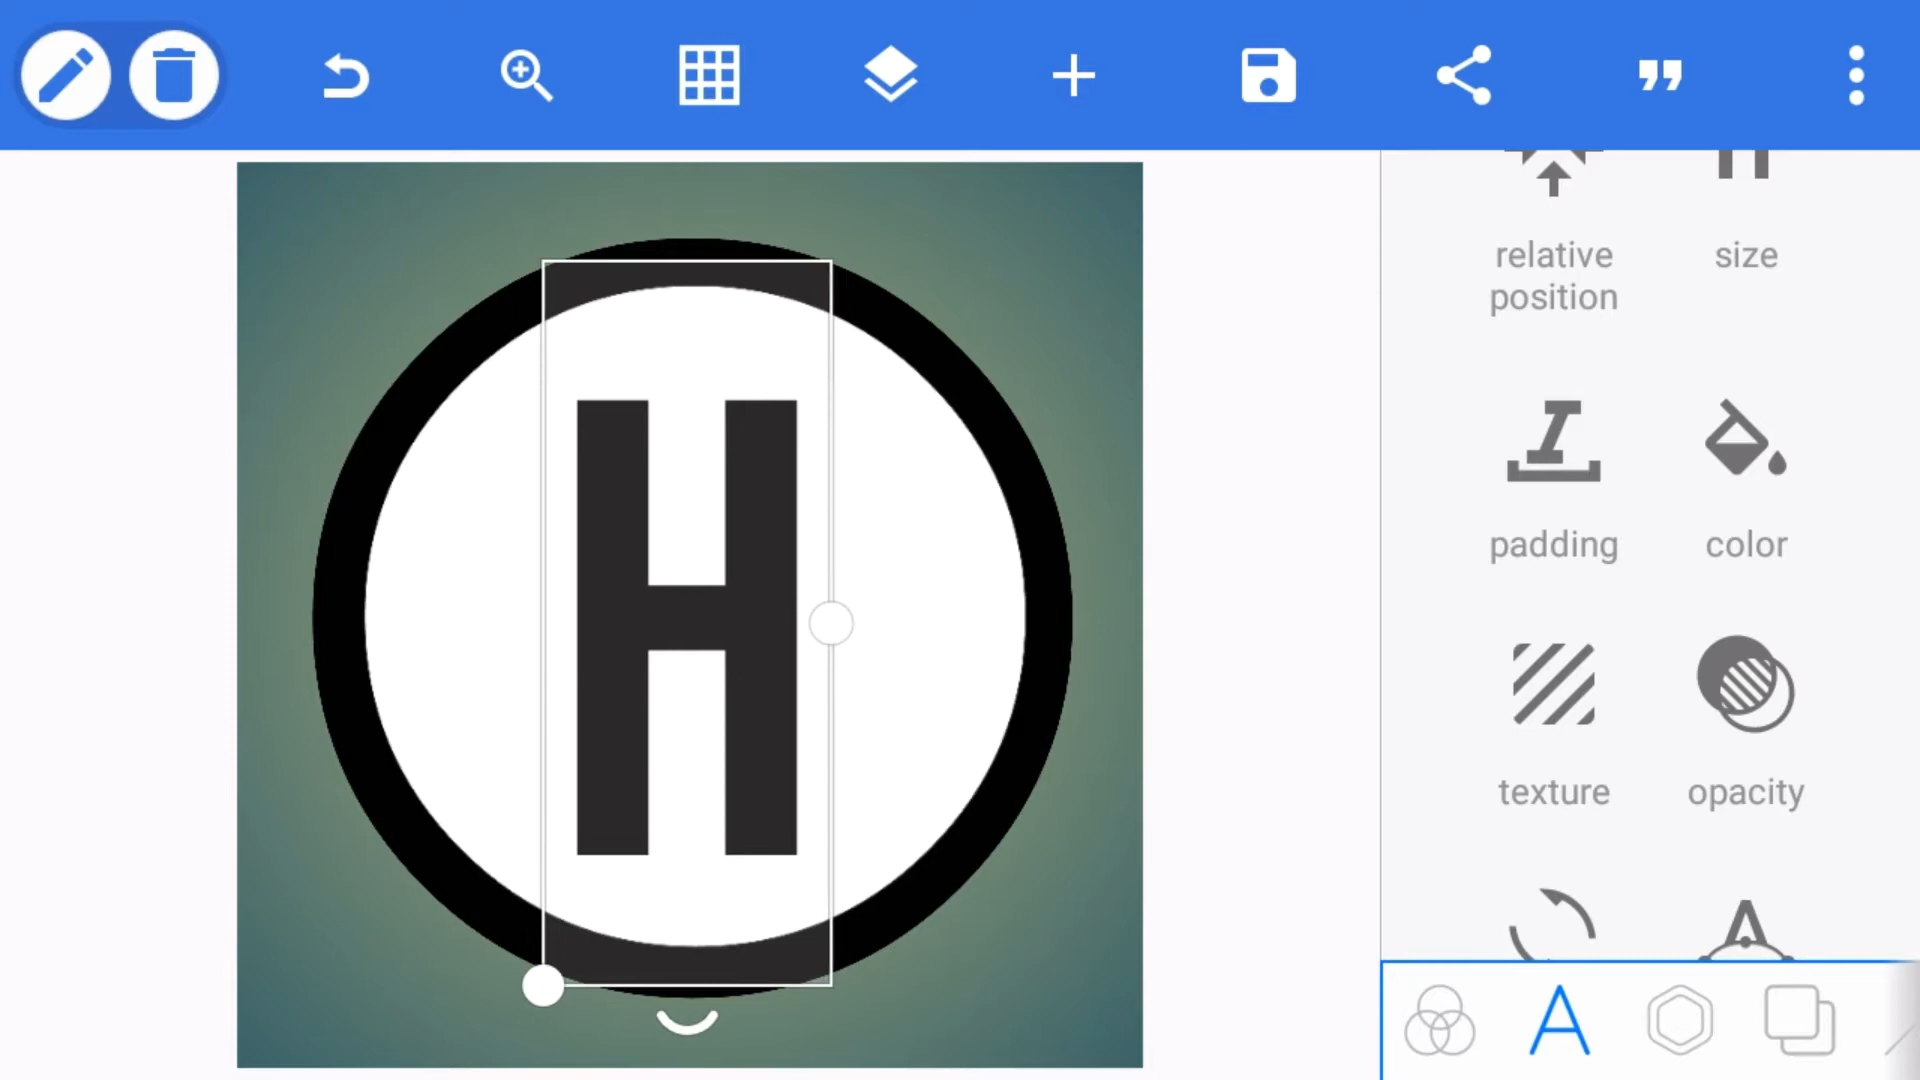 relative
position
size
H
padding
color
texture
opacity
A